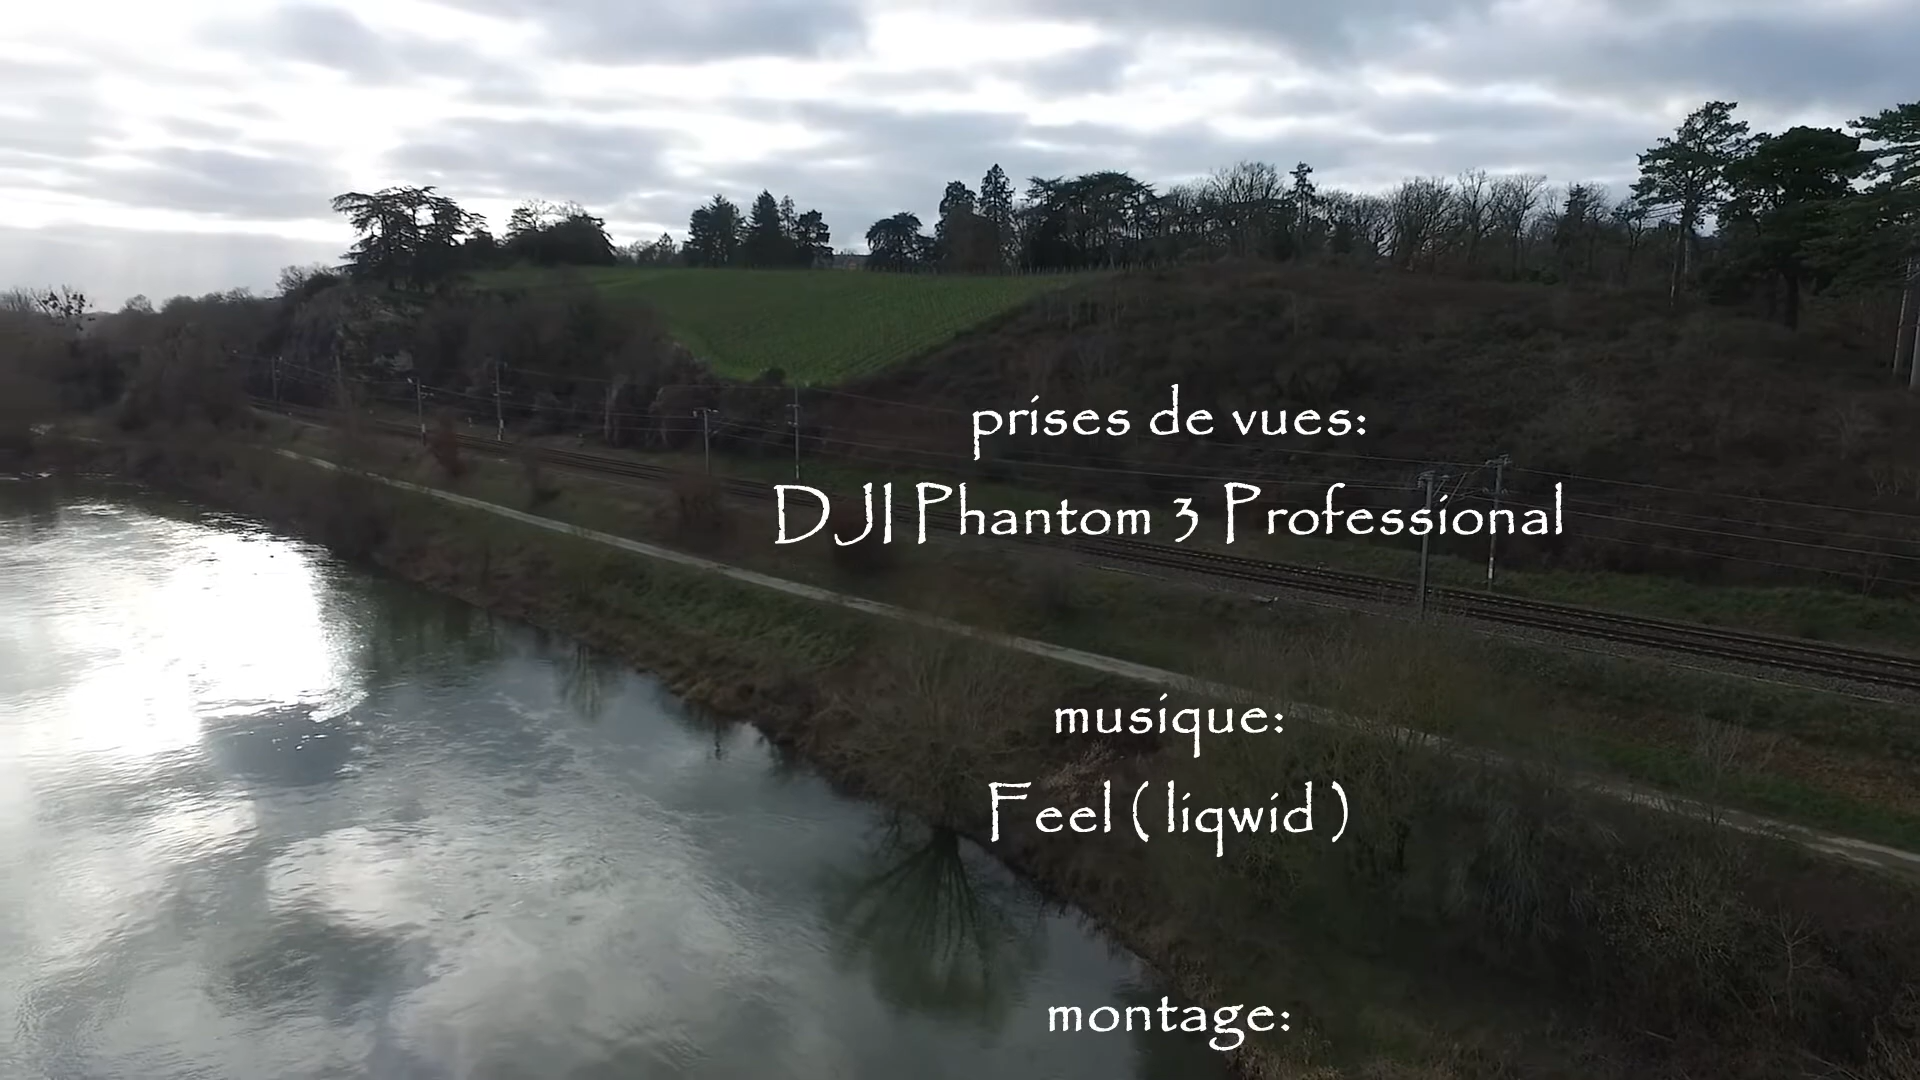 prises de vues:
DJI Phantom 3 Professional
musique:
Feel ( liqwid )
montage: